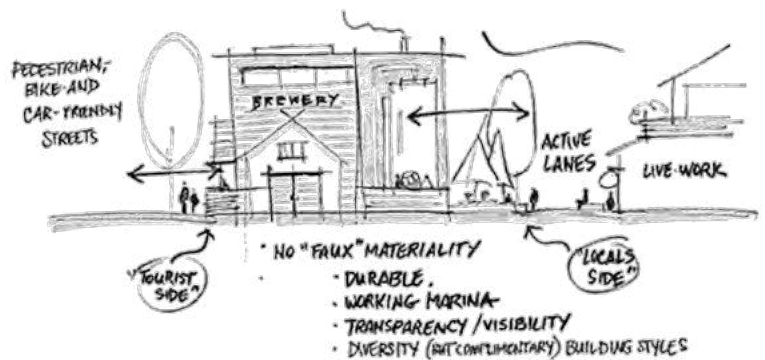 PEDESTRIAN,
BIKE-AND
CAR-FRIENDLY
STREETS
BREWERY
ACTIVE
LANES
LIVE-WORK
"TOURIST
SIDE"
"LOCALS
SIDE"
• NO "FAUX" MATERIALITY
• DURABLE.
• WORKING MARINA
• TRANSPARENCY/VISIBILITY
• DIVERSITY (BUT COMPLIMENTARY) BUILDING STYLES